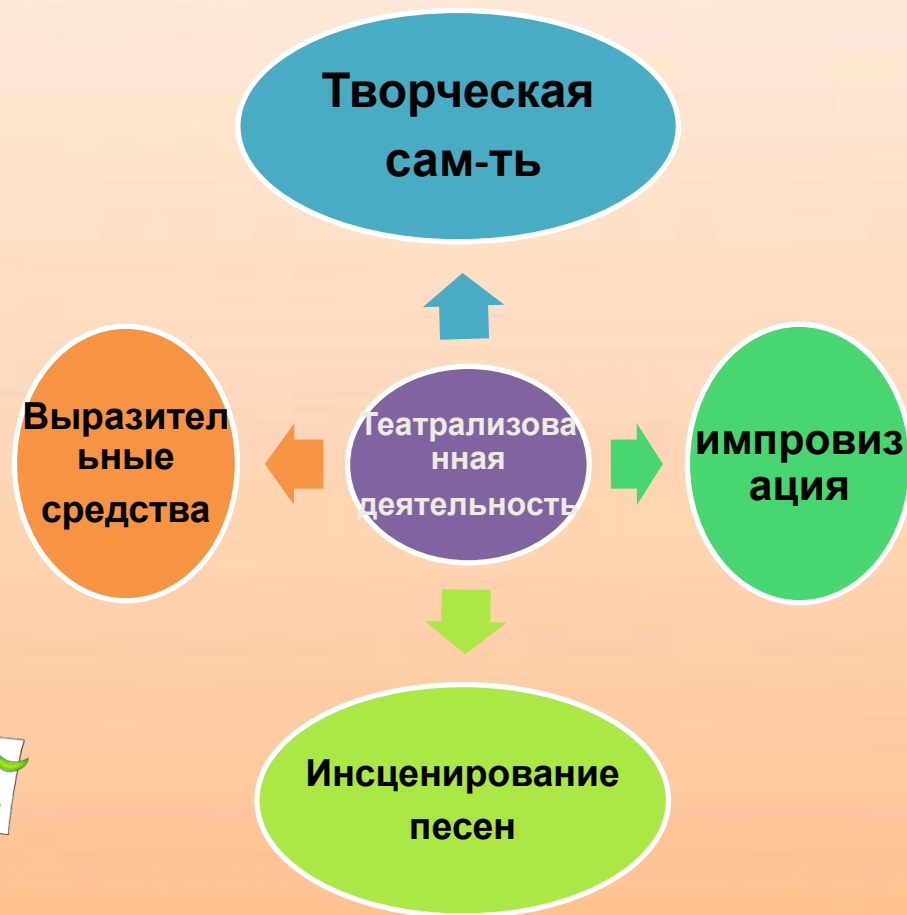 Творческая
сам-ть
Выразител
ьные
средства
Театрализова
нная
деятельность
импровиз
ация
Инсценирование
песен